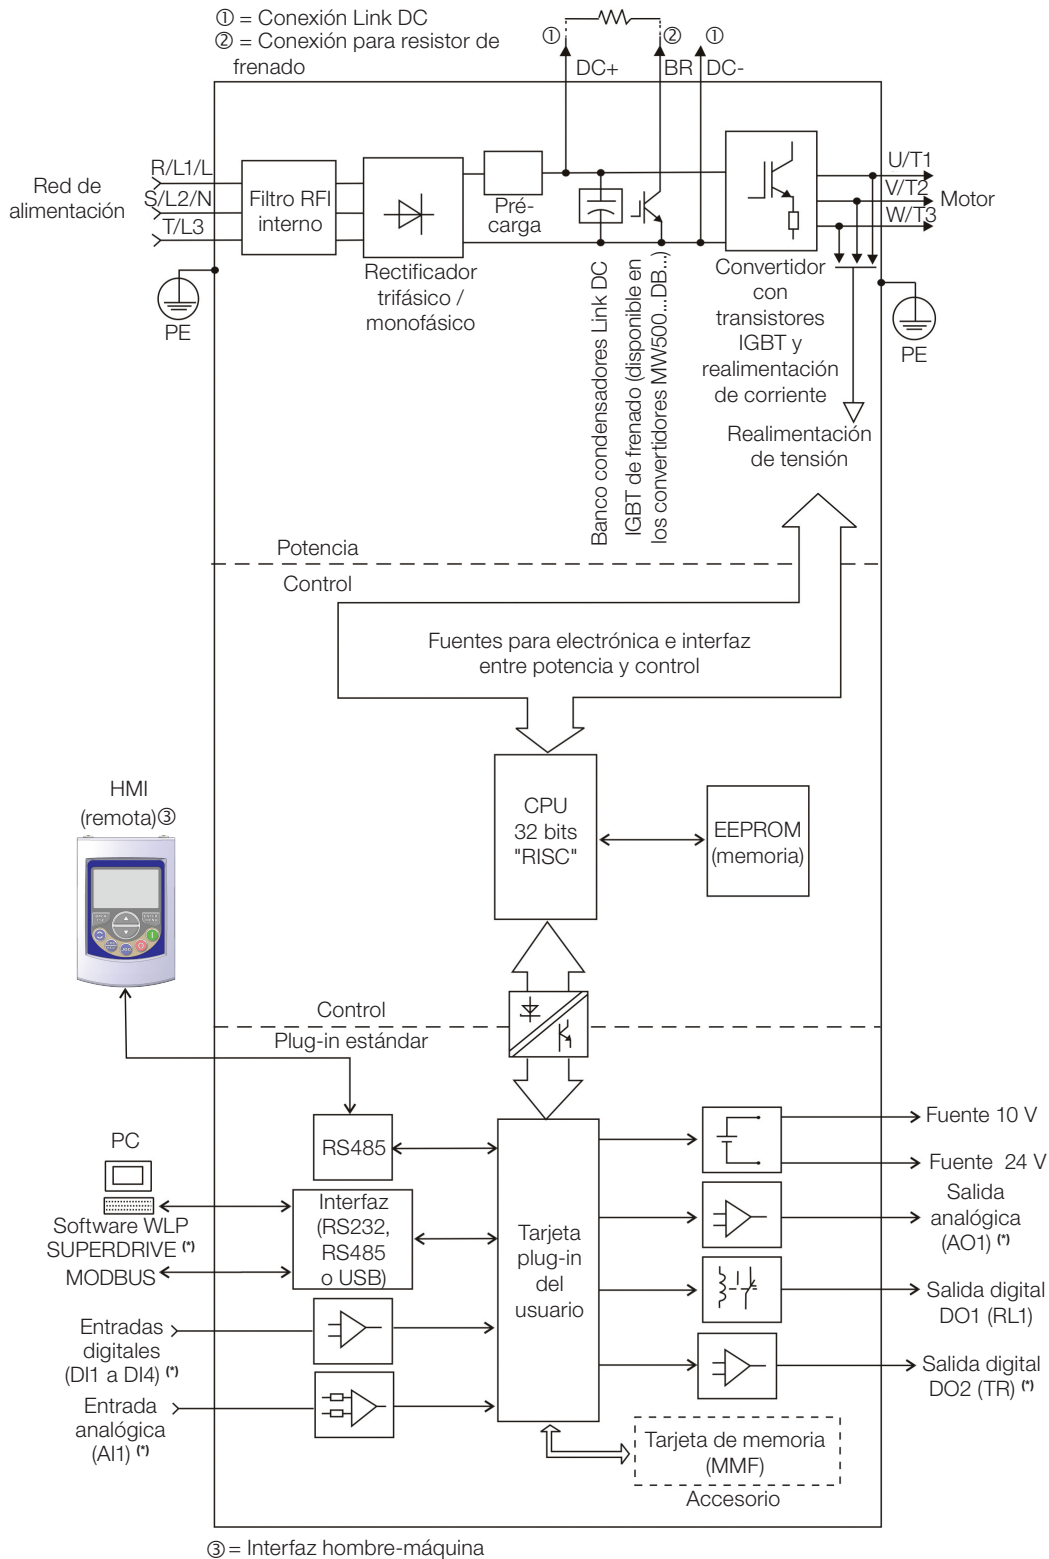 ① = Conexión Link DC
② = Conexión para resistor de
frenado
①
②
①
DC+
BR
DC-
Red de
alimentación
R/L1/L
S/L2/N
T/L3
PE
Filtro RFI
interno
Rectificador
trifásico /
monofásico
Pré-
carga
Banco condensadores Link DC
IGBT de frenado (disponible en
los convertidores MW500...DB...)
Convertidor
con
transistores
IGBT y
realimentación
de corriente
U/T1
V/T2
W/T3
Motor
PE
Realimentación
de tensión
Potencia
Control
Fuentes para electrónica e interfaz
entre potencia y control
CPU
32 bits
"RISC"
EEPROM
(memoria)
HMI
(remota)③
Control
Plug-in estándar
RS485
PC
Software WLP
SUPERDRIVE (*)
MODBUS
Interfaz
(RS232,
RS485
o USB)
Entradas
digitales
(DI1 a DI4) (*)
Entrada
analógica
(AI1) (*)
Tarjeta
plug-in
del
usuario
Fuente 10 V
Fuente 24 V
Salida
analógica
(AO1) (*)
Salida digital
DO1 (RL1)
Salida digital
DO2 (TR) (*)
Tarjeta de memoria
(MMF)
Accesorio
③ = Interfaz hombre-máquina